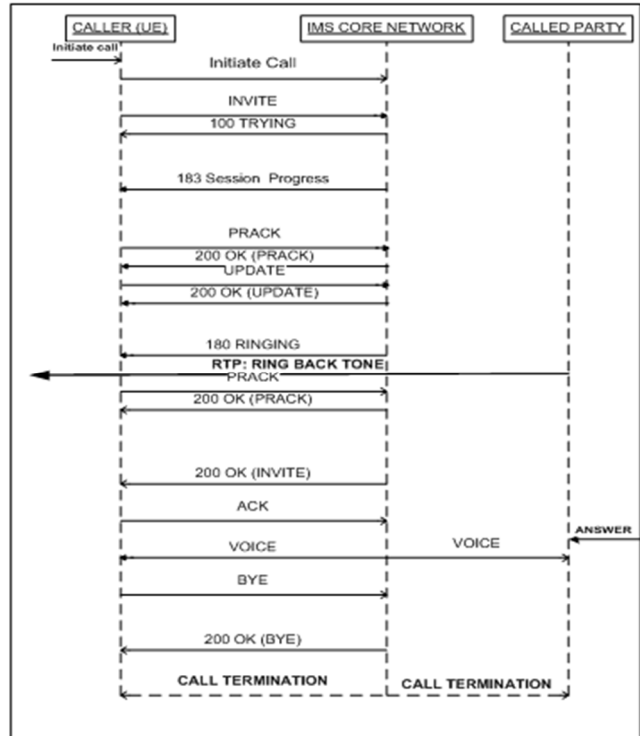 CALLER (UE) IMS CORE NETWORK CALLED PARTY
Initiate call
Initiate Call
INVITE
100 TRYING
183 Session Progress
PRACK
200 OK (PRACK)
UPDATE
200 OK (UPDATE)
180 RINGING
RTP: RING BACK TONE
PRACK
200 OK (PRACK)
200 OK (INVITE)
ACK
ANSWER
VOICE VOICE
BYE
200 OK (BYE)
CALL TERMINATION CALL TERMINATION